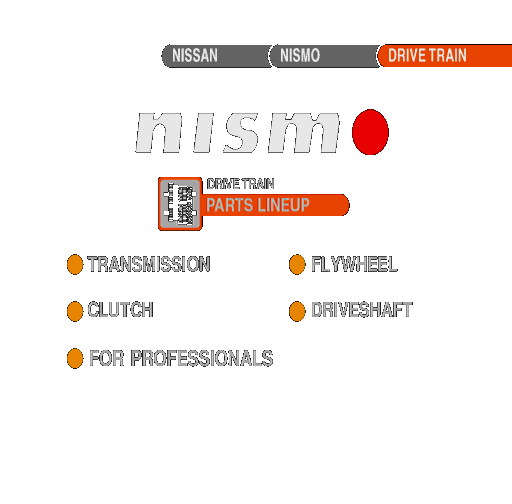 NISSAN NISMO DRIVE TRAIN
nismo
DRIVE TRAIN
PARTS LINEUP
TRANSMISSION FLYWHEEL
CLUTCH DRIVESHAFT
FOR PROFESSIONALS